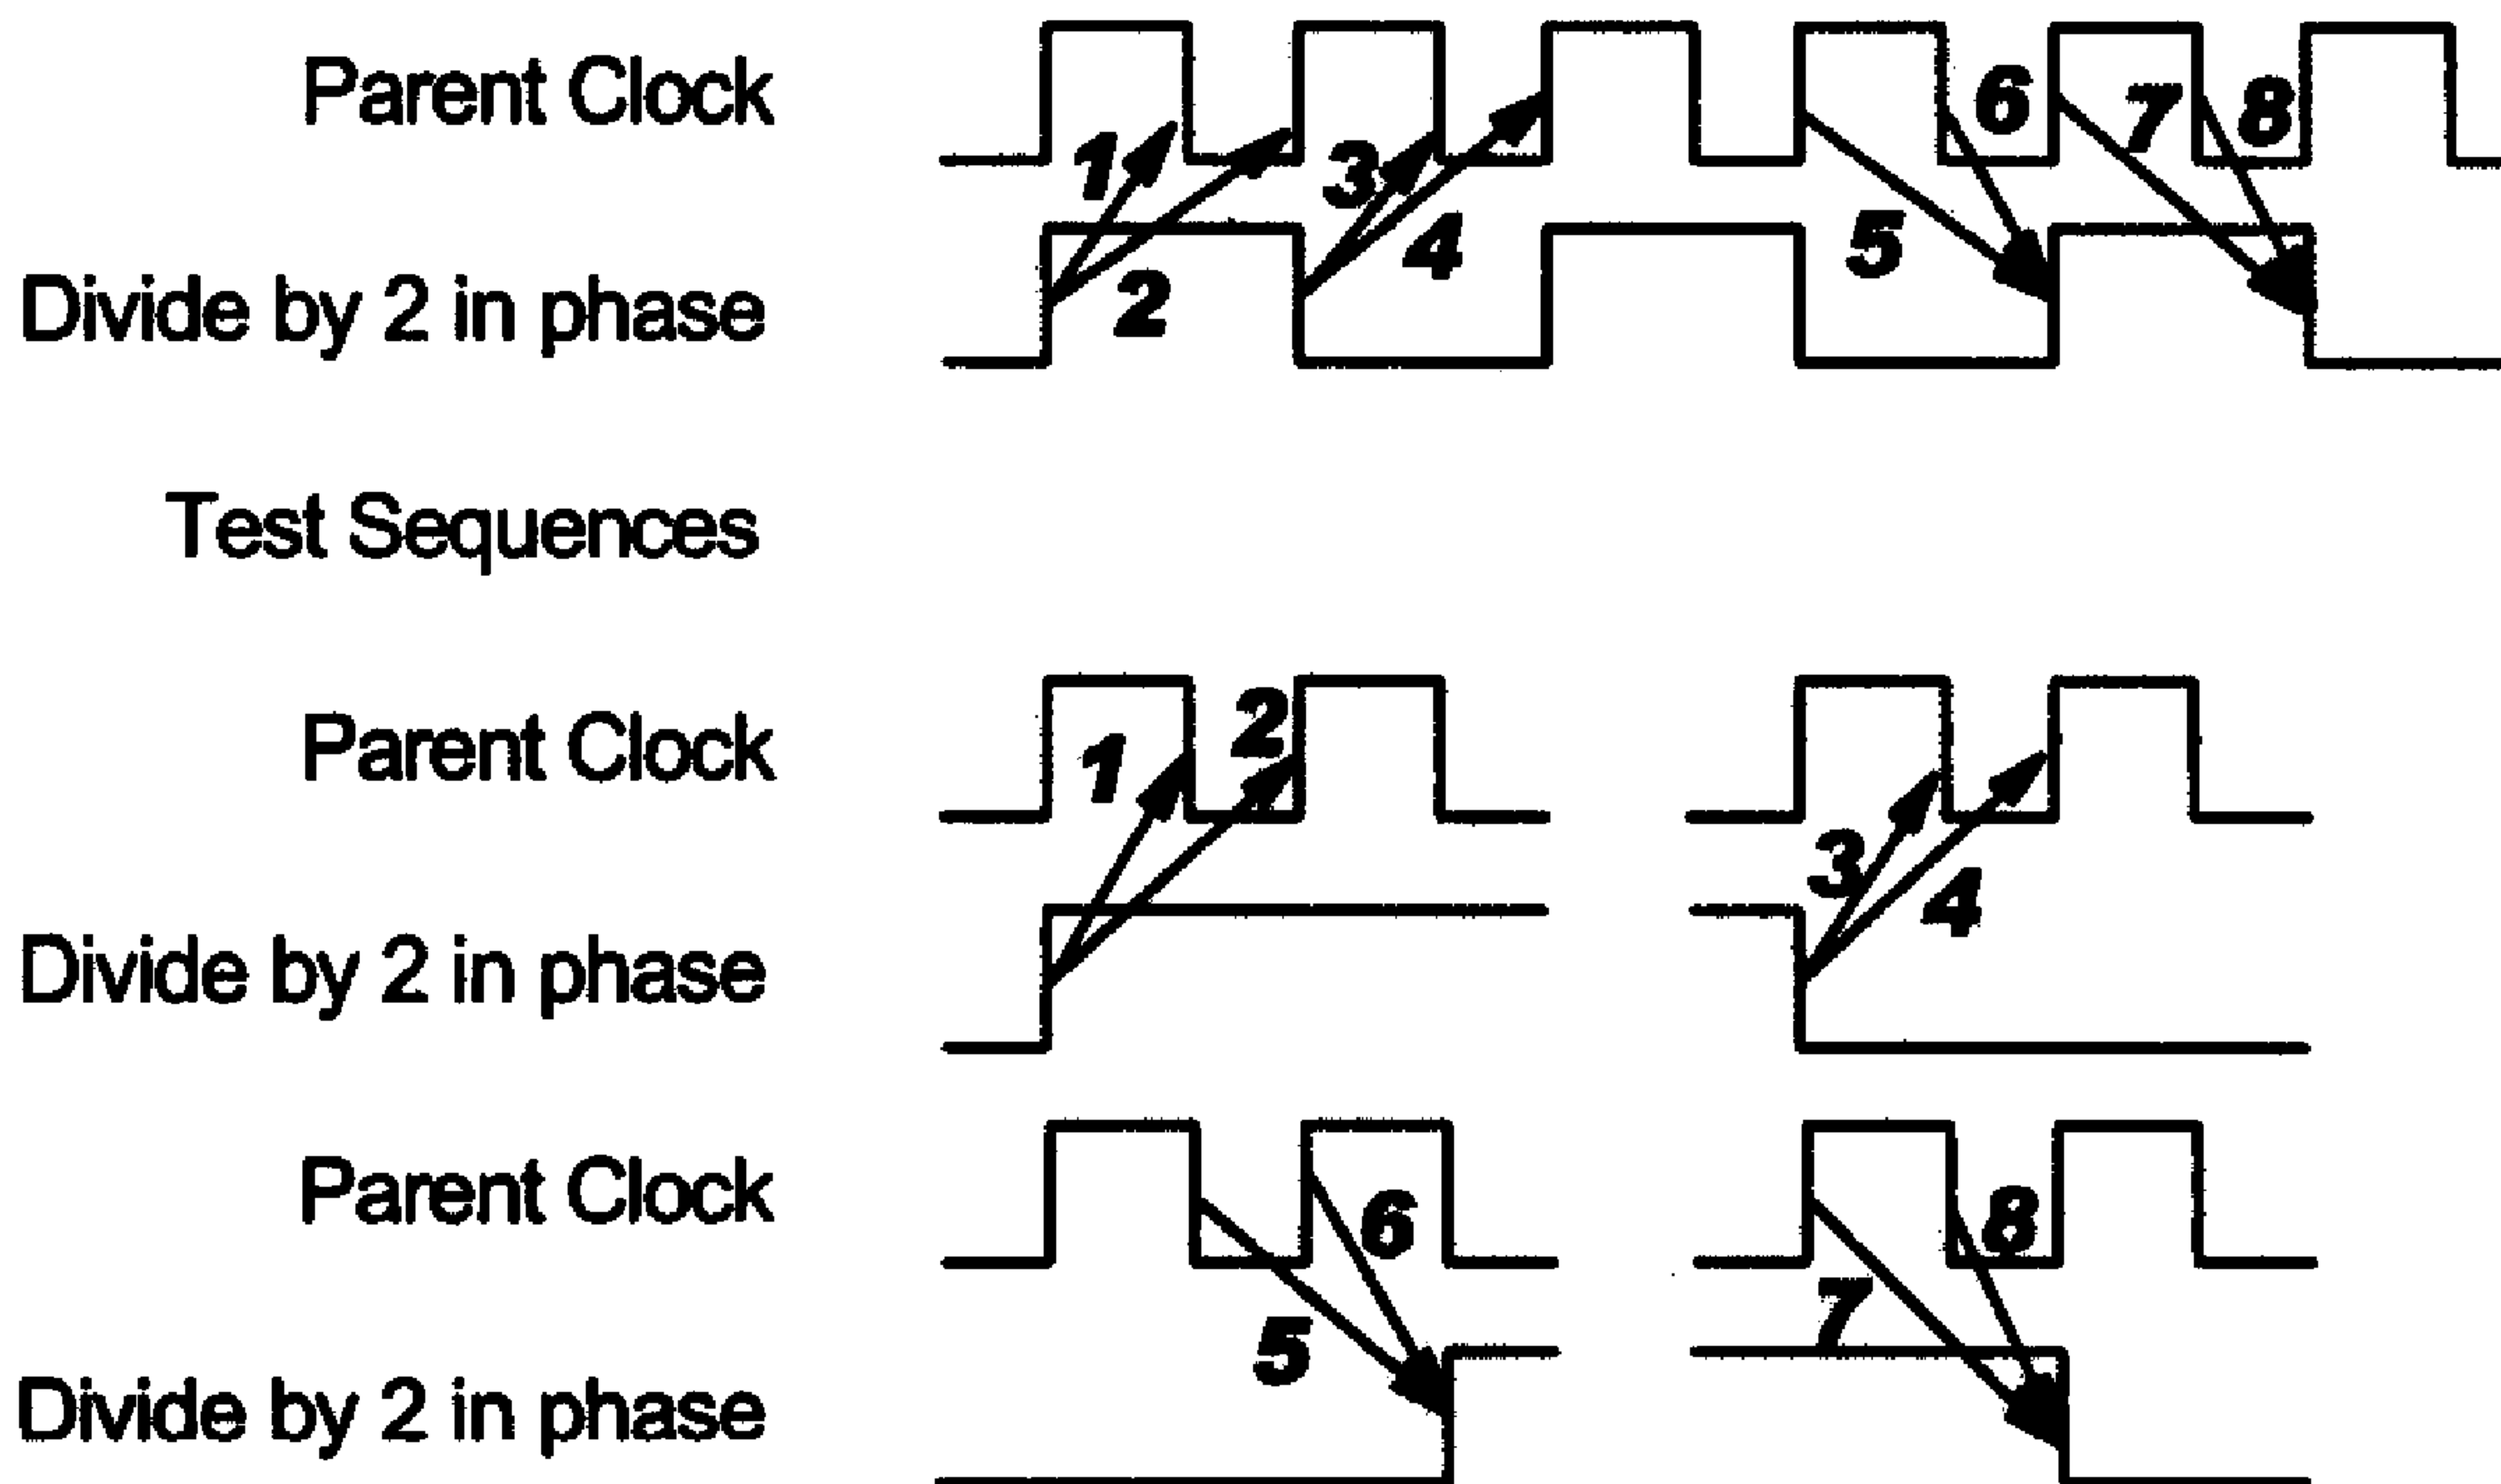 Parent Clock
1
3
6
7
8
Divide by 2 in phase
2
4
5
Test Sequences
Parent Clock
1
2
3
Divide by 2 in phase
4
Parent Clock
6
8
5
7
Divide by 2 in phase